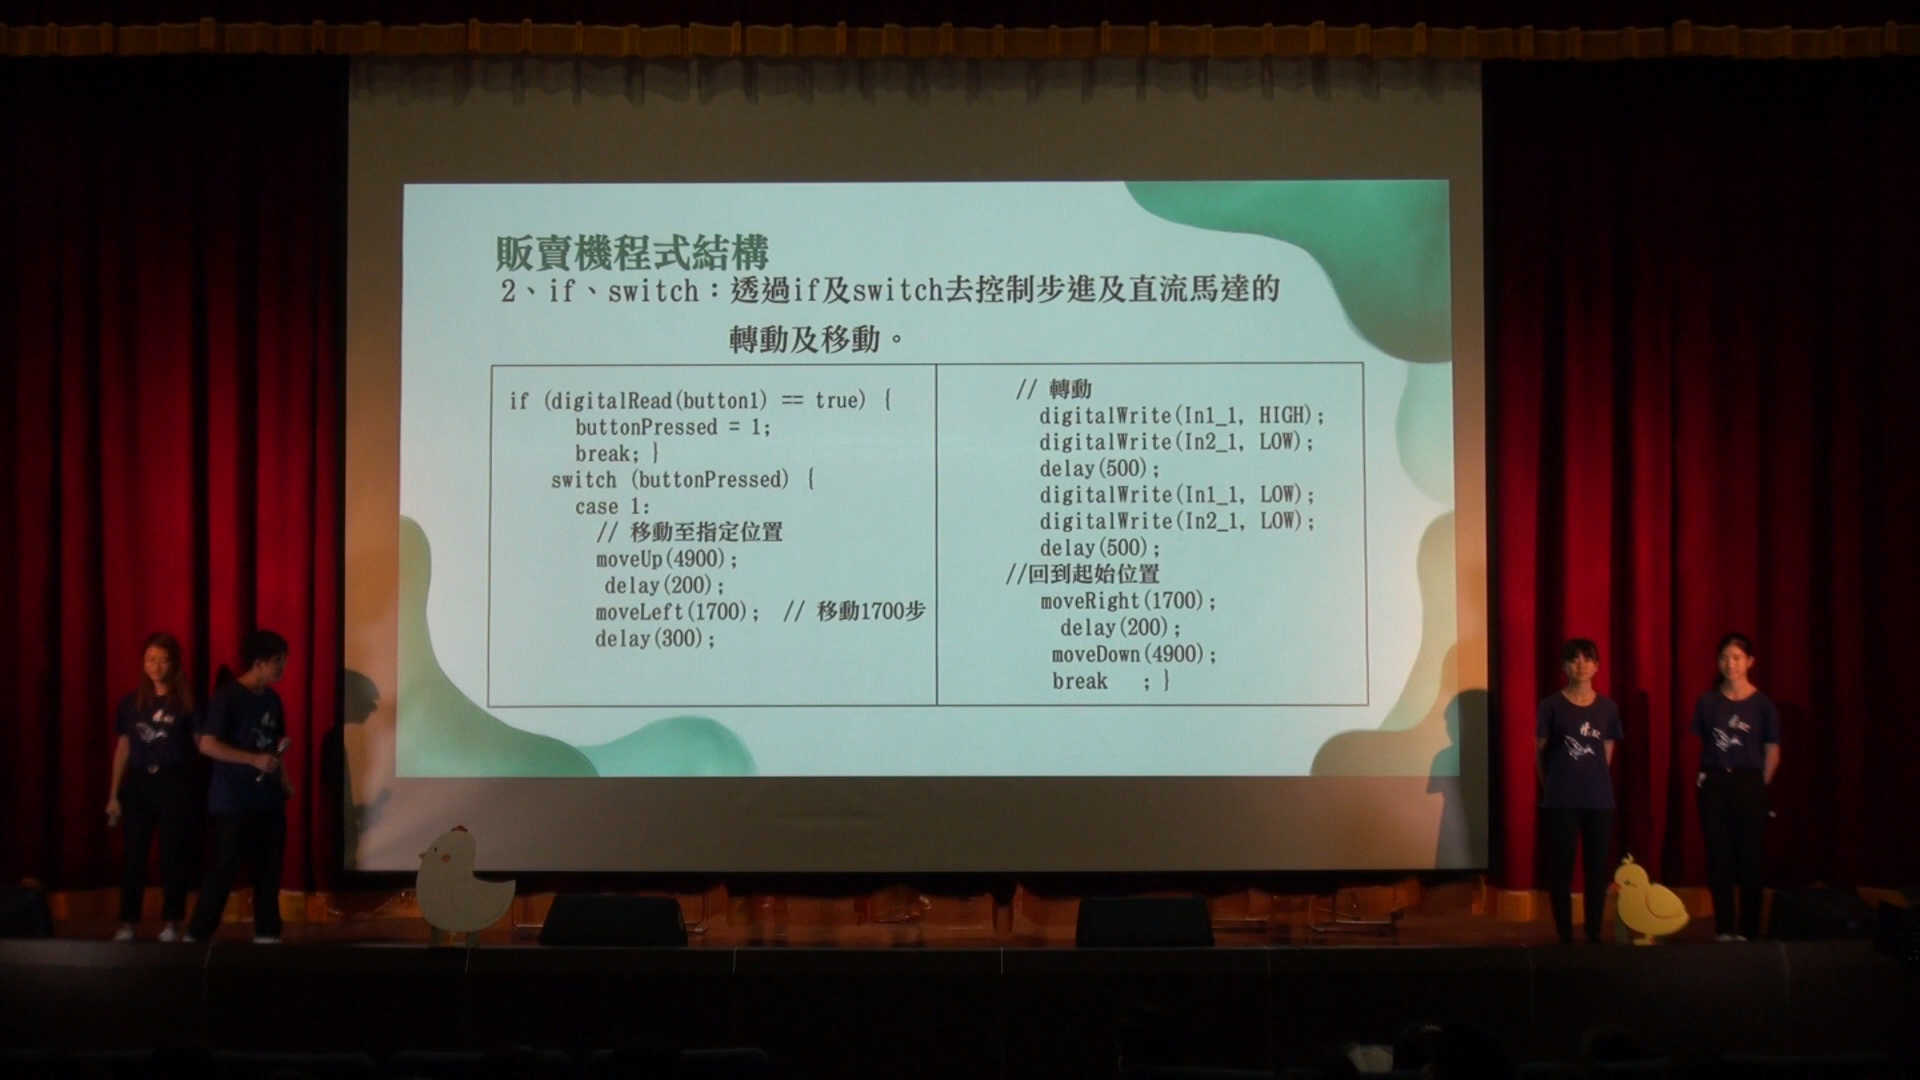 販賣機程式結構
2、if、switch：透過if及switch去控制步進及直流馬達的
轉動及移動。
if (digitalRead(button1) == true) {
buttonPressed = 1;
break; }
switch (buttonPressed) {
case 1:
// 移動至指定位置
moveUp(4900);
delay(200);
moveLeft(1700); // 移動1700步
delay(300);
// 轉動
digitalWrite(In1_1, HIGH);
digitalWrite(In2_1, LOW);
delay(500);
digitalWrite(In1_1, LOW);
digitalWrite(In2_1, LOW);
delay(500);
//回到起始位置
moveRight(1700);
delay(200);
moveDown(4900);
break ; }